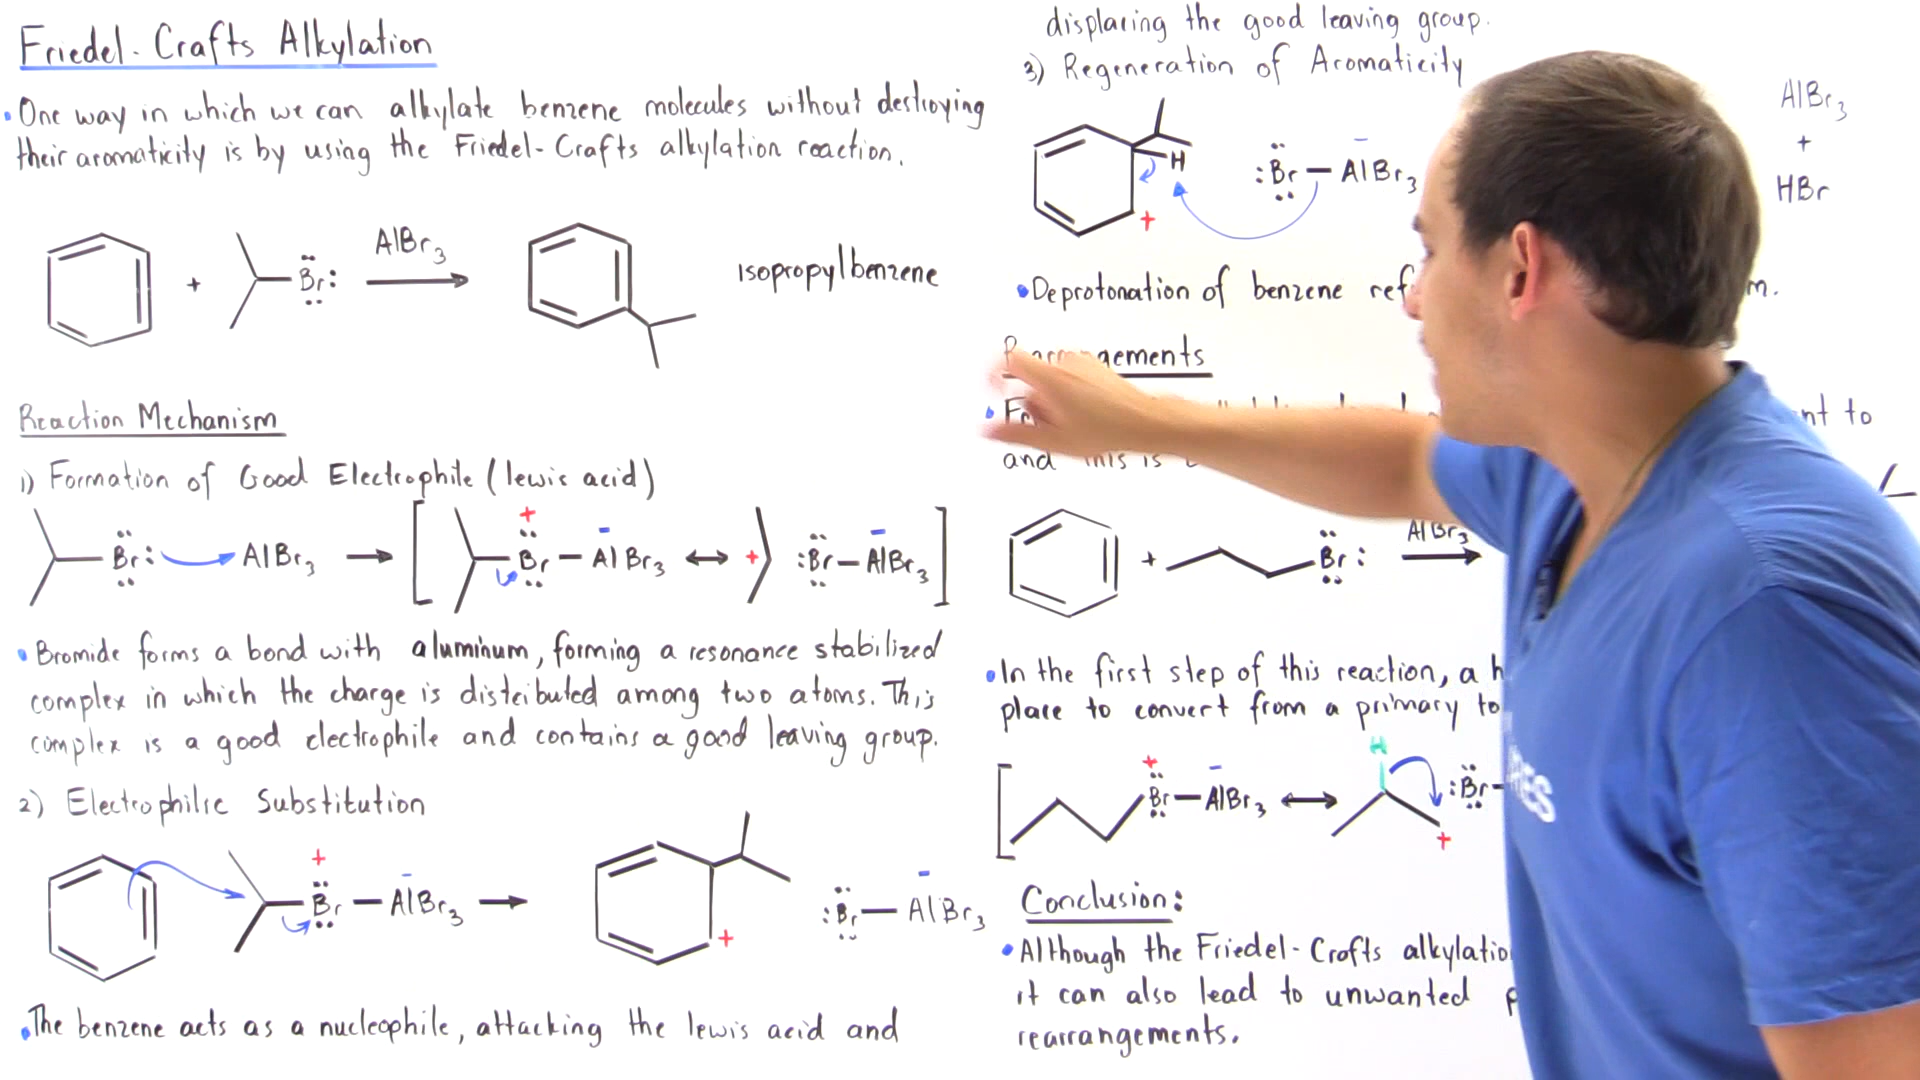 Friedel-Crafts Alkylation
• One way in which we can alkylate benzene molecules without destroying
their aromaticity is by using the Friedel-Crafts alkylation reaction.
+ Br AlBr3 isopropylbenzene
Reaction Mechanism
1) Formation of Good Electrophile (lewis acid)
Br AlBr3 [ + Br – AlBr3 - ↔ + Br – AlBr3 - ]
• Bromide forms a bond with aluminum, forming a resonance stabilized
complex in which the charge is distributed among two atoms. This
complex is a good electrophile and contains a good leaving group.
2) Electrophilic Substitution
+ Br – AlBr3 - → + Br – AlBr3 -
• The benzene acts as a nucleophile, attacking the lewis acid and
displacing the good leaving group.
3) Regeneration of Aromaticity
H + Br – AlBr3 -
AlBr3
+
HBr
• Deprotonation of benzene ref m.
Rearrangements
nt to
and this is
+ Br AlBr3
• In the first step of this reaction, a h
place to convert from a primary to
[ + Br – AlBr3 - ↔ H + Br –
Conclusion:
• Although the Friedel-Crafts alkylatio
it can also lead to unwanted p
rearrangements.